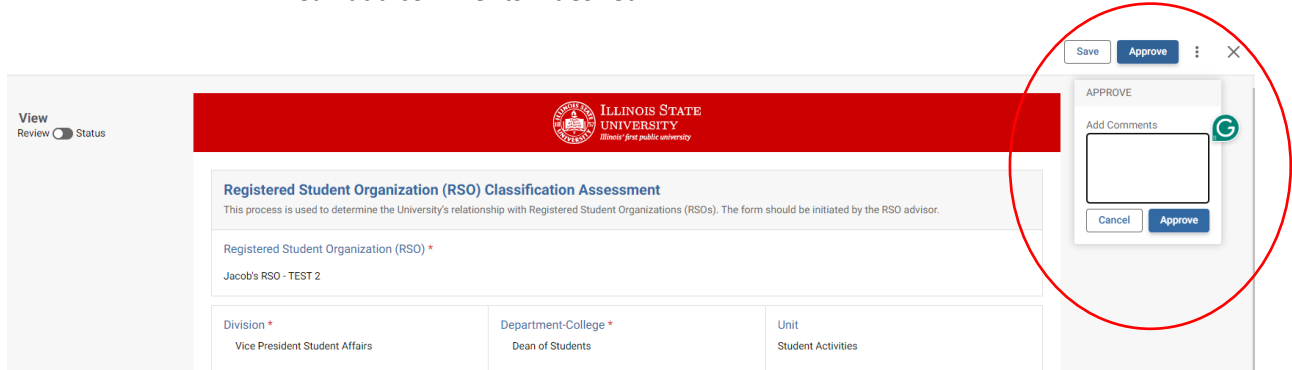 Save Approve
APPROVE
Add Comments
Cancel Approve
View
Review Status
ILLINOIS STATE
UNIVERSITY
Illinois' first public university
Registered Student Organization (RSO) Classification Assessment
This process is used to determine the University's relationship with Registered Student Organizations (RSOs). The form should be initiated by the RSO advisor.
Registered Student Organization (RSO) *
Jacob's RSO - TEST 2
Division * Department-College * Unit
Vice President Student Affairs Dean of Students Student Activities